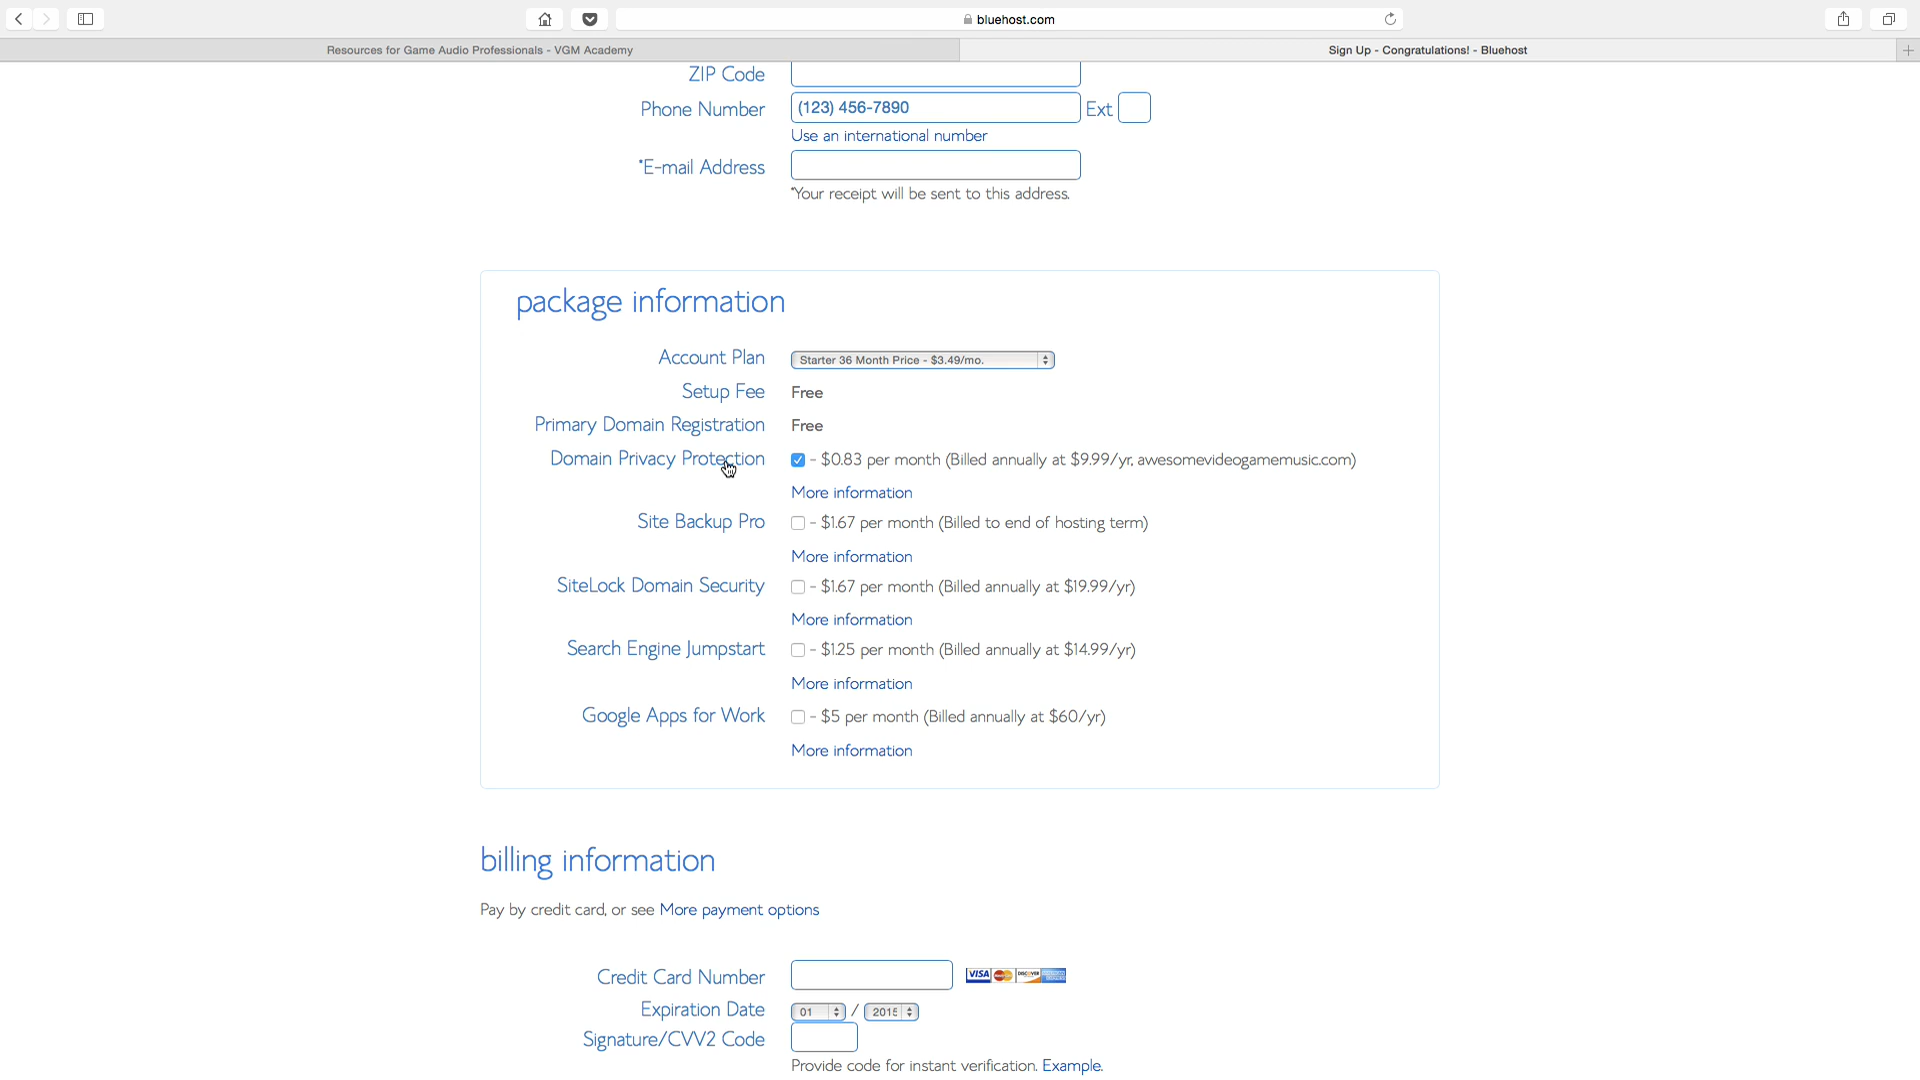 bluehost.com
Resources for Game Audio Professionals - VGM Academy
Sign Up - Congratulations! - Bluehost
ZIP Code
Phone Number (123) 456-7890 Ext
Use an international number
*E-mail Address
*Your receipt will be sent to this address.
package information
Account Plan Starter 36 Month Price - $3.49/mo.
Setup Fee Free
Primary Domain Registration Free
Domain Privacy Protection - $0.83 per month (Billed annually at $9.99/yr, awesomevideogamemusic.com)
More information
Site Backup Pro - $1.67 per month (Billed to end of hosting term)
More information
SiteLock Domain Security - $1.67 per month (Billed annually at $19.99/yr)
More information
Search Engine Jumpstart - $1.25 per month (Billed annually at $14.99/yr)
More information
Google Apps for Work - $5 per month (Billed annually at $60/yr)
More information
billing information
Pay by credit card, or see More payment options
Credit Card Number VISA MasterCard DISCOVER
Expiration Date 01 / 2015
Signature/CVV2 Code
Provide code for instant verification. Example.